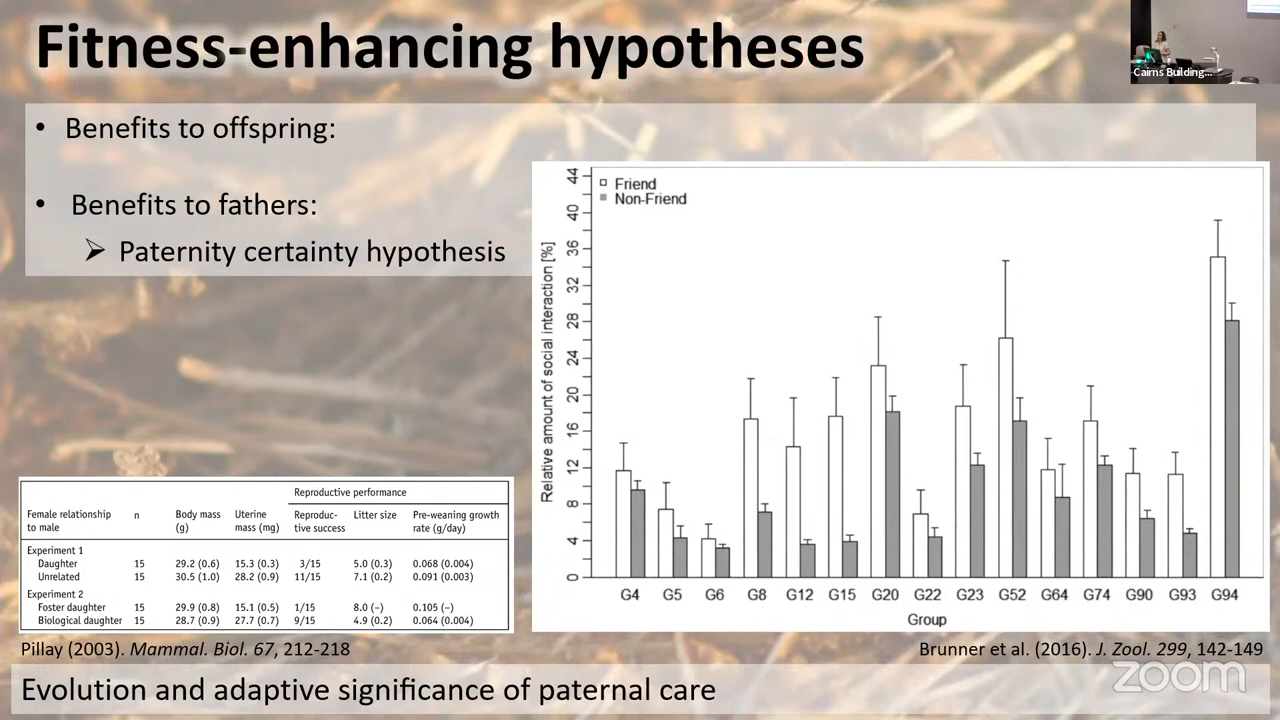 Fitness-enhancing hypotheses
Cairns Building...
• Benefits to offspring:
• Benefits to fathers:
➢ Paternity certainty hypothesis
Friend
Non-Friend
Relative amount of social interaction [%]
44
40
36
32
28
24
20
16
12
8
4
0
G4 G5 G6 G8 G12 G15 G20 G22 G23 G52 G64 G74 G90 G93 G94
Group
Reproductive performance
Female relationship to male n Body mass (g) Uterine mass (mg) Reproduc-tive success Litter size Pre-weaning growth rate (g/day)
Experiment 1
Daughter 15 29.2 (0.6) 15.3 (0.3) 3/15 5.0 (0.3) 0.068 (0.004)
Unrelated 15 30.5 (1.0) 28.2 (0.9) 11/15 7.1 (0.2) 0.091 (0.003)
Experiment 2
Foster daughter 15 29.9 (0.8) 15.1 (0.5) 1/15 8.0 (–) 0.105 (–)
Biological daughter 15 28.7 (0.9) 27.7 (0.7) 9/15 4.9 (0.2) 0.064 (0.004)
Pillay (2003). Mammal. Biol. 67, 212-218
Brunner et al. (2016). J. Zool. 299, 142-149
Evolution and adaptive significance of paternal care
zoom